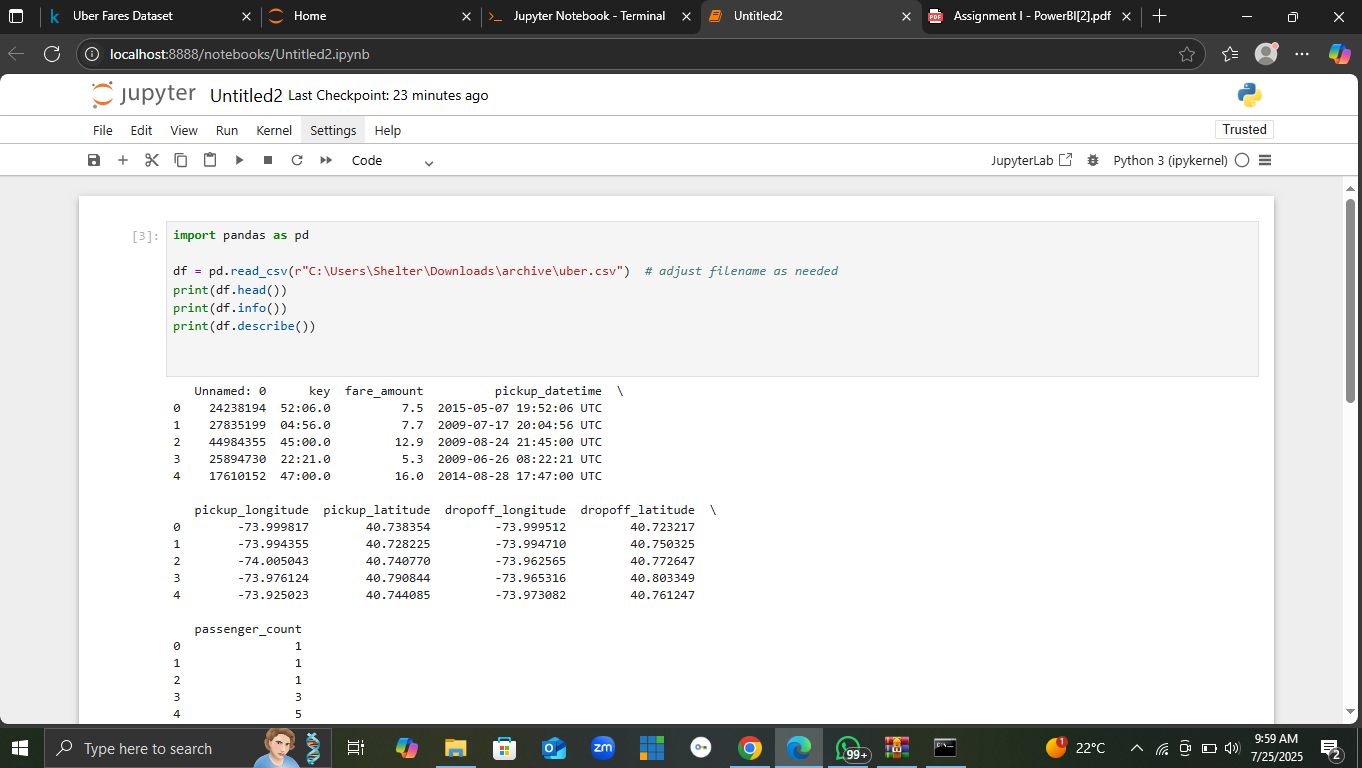 Uber Fares Dataset
Home
Jupyter Notebook - Terminal
Untitled2
Assignment I - PowerBI[2].pdf
localhost:8888/notebooks/Untitled2.ipynb
jupyter Untitled2 Last Checkpoint: 23 minutes ago
File Edit View Run Kernel Settings Help
Trusted
Code
JupyterLab
Python 3 (ipykernel)
[3]:
import pandas as pd
df = pd.read_csv(r"C:\Users\Shelter\Downloads\archive\uber.csv")  # adjust filename as needed
print(df.head())
print(df.info())
print(df.describe())
Unnamed: 0 key fare_amount pickup_datetime \
0 24238194 52:06.0 7.5 2015-05-07 19:52:06 UTC
1 27835199 04:56.0 7.7 2009-07-17 20:04:56 UTC
2 44984355 45:00.0 12.9 2009-08-24 21:45:00 UTC
3 25894730 22:21.0 5.3 2009-06-26 08:22:21 UTC
4 17610152 47:00.0 16.0 2014-08-28 17:47:00 UTC
pickup_longitude pickup_latitude dropoff_longitude dropoff_latitude \
0 -73.999817 40.738354 -73.999512 40.723217
1 -73.994355 40.728225 -73.994710 40.750325
2 -74.005043 40.740770 -73.962565 40.772647
3 -73.976124 40.790844 -73.965316 40.803349
4 -73.925023 40.744085 -73.973082 40.761247
passenger_count
0 1
1 1
2 1
3 3
4 5
Type here to search
zm
99+
1
22°C
9:59 AM
7/25/2025
2